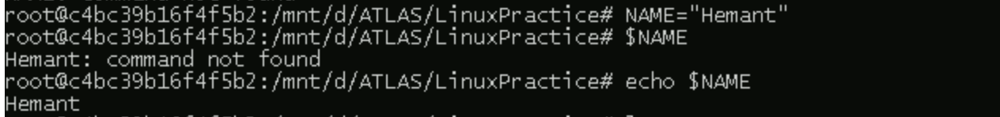 root@c4bc39b16f4f5b2:/mnt/d/ATLAS/LinuxPractice# NAME="Hemant"
root@c4bc39b16f4f5b2:/mnt/d/ATLAS/LinuxPractice# $NAME
Hemant: command not found
root@c4bc39b16f4f5b2:/mnt/d/ATLAS/LinuxPractice# echo $NAME
Hemant